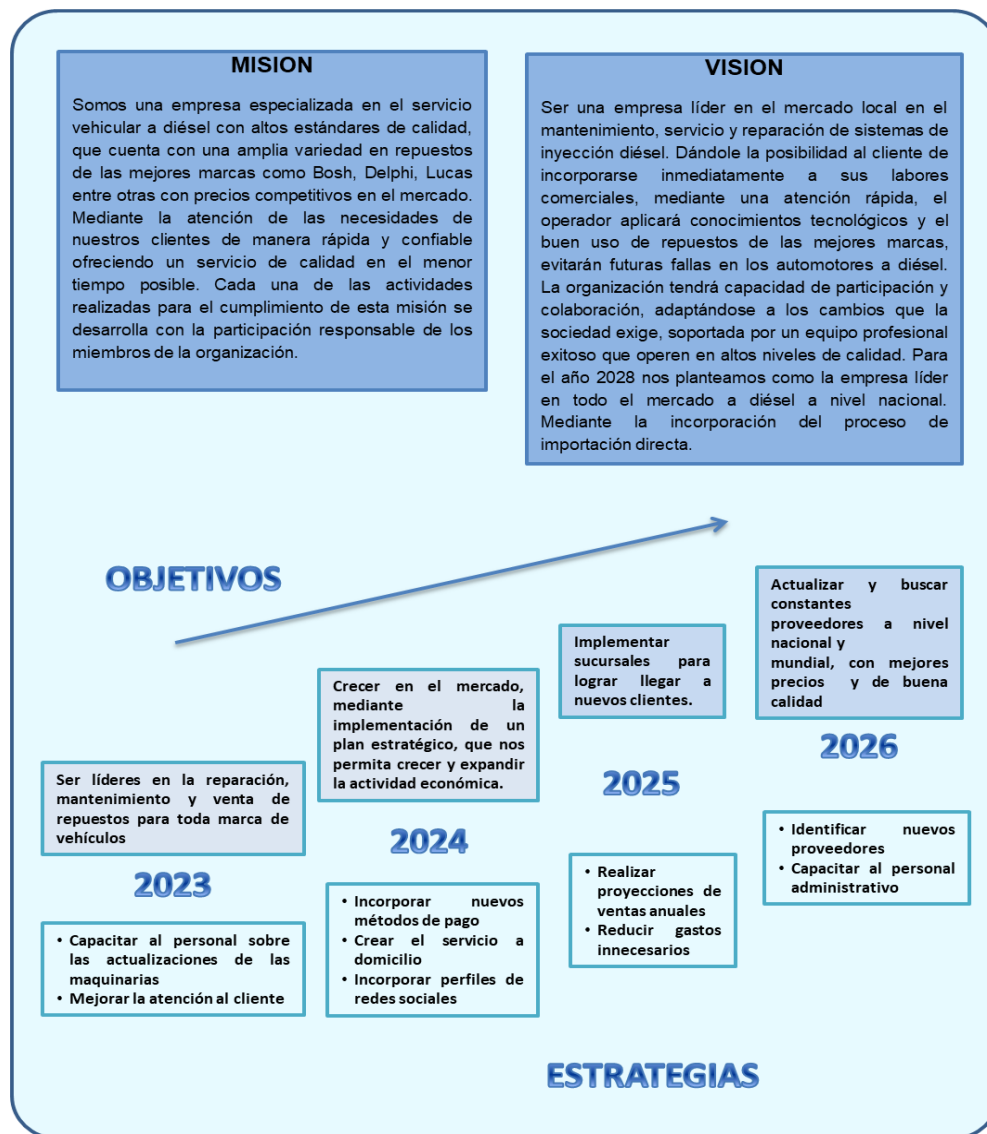 MISION
Somos una empresa especializada en el servicio
vehicular a diésel con altos estándares de calidad,
que cuenta con una amplia variedad en repuestos
de las mejores marcas como Bosh, Delphi, Lucas
entre otras con precios competitivos en el mercado.
Mediante la atención de las necesidades de
nuestros clientes de manera rápida y confiable
ofreciendo un servicio de calidad en el menor
tiempo posible. Cada una de las actividades
realizadas para el cumplimiento de esta misión se
desarrolla con la participación responsable de los
miembros de la organización.
VISION
Ser una empresa líder en el mercado local en el
mantenimiento, servicio y reparación de sistemas de
inyección diésel. Dándole la posibilidad al cliente de
incorporarse inmediatamente a sus labores
comerciales, mediante una atención rápida, el
operador aplicará conocimientos tecnológicos y el
buen uso de repuestos de las mejores marcas,
evitarán futuras fallas en los automotores a diésel.
La organización tendrá capacidad de participación y
colaboración, adaptándose a los cambios que la
sociedad exige, soportada por un equipo profesional
exitoso que operen en altos niveles de calidad. Para
el año 2028 nos planteamos como la empresa líder
en todo el mercado a diésel a nivel nacional.
Mediante la incorporación del proceso de
importación directa.
OBJETIVOS
Ser líderes en la reparación,
mantenimiento y venta de
repuestos para toda marca de
vehículos
2023
• Capacitar al personal sobre
las actualizaciones de las
maquinarias
• Mejorar la atención al cliente
Crecer en el mercado,
mediante la
implementación de un
plan estratégico, que nos
permita crecer y expandir
la actividad económica.
2024
• Incorporar nuevos
métodos de pago
• Crear el servicio a
domicilio
• Incorporar perfiles de
redes sociales
Implementar
sucursales para
lograr llegar a
nuevos clientes.
2025
• Realizar
proyecciones de
ventas anuales
• Reducir gastos
innecesarios
Actualizar y buscar
constantes
proveedores a nivel
nacional y
mundial, con mejores
precios y de buena
calidad
2026
• Identificar nuevos
proveedores
• Capacitar al personal
administrativo
ESTRATEGIAS